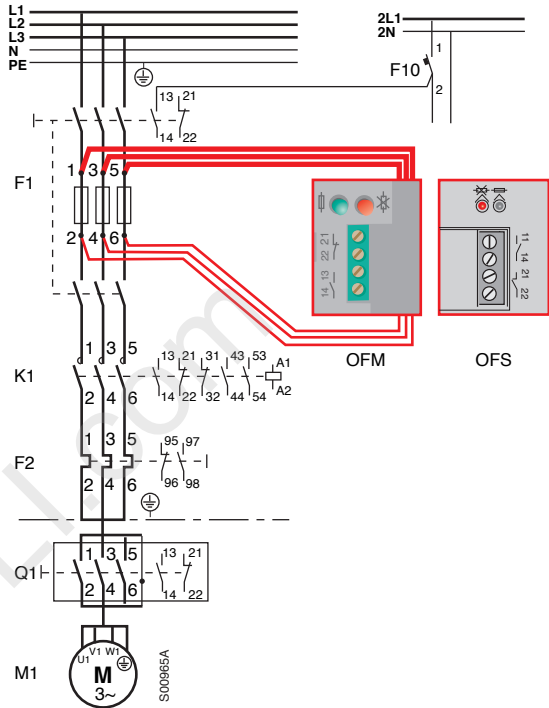 L1
L2
L3
N
PE
2L1
2N
1
F10
2
13 21
14 22
1 3 5
F1
2 4 6
21
22
13
14
11
14
21
22
OFM
OFS
1 3 5
13 21 31 43 53
A1
K1
A2
2 4 6
14 22 32 44 54
1 3 5
95 97
F2
2 4 6
96 98
1 3 5
13 21
Q1
2 4 6
14 22
U1 V1 W1
M1
M
3~
S00965A
LI.com